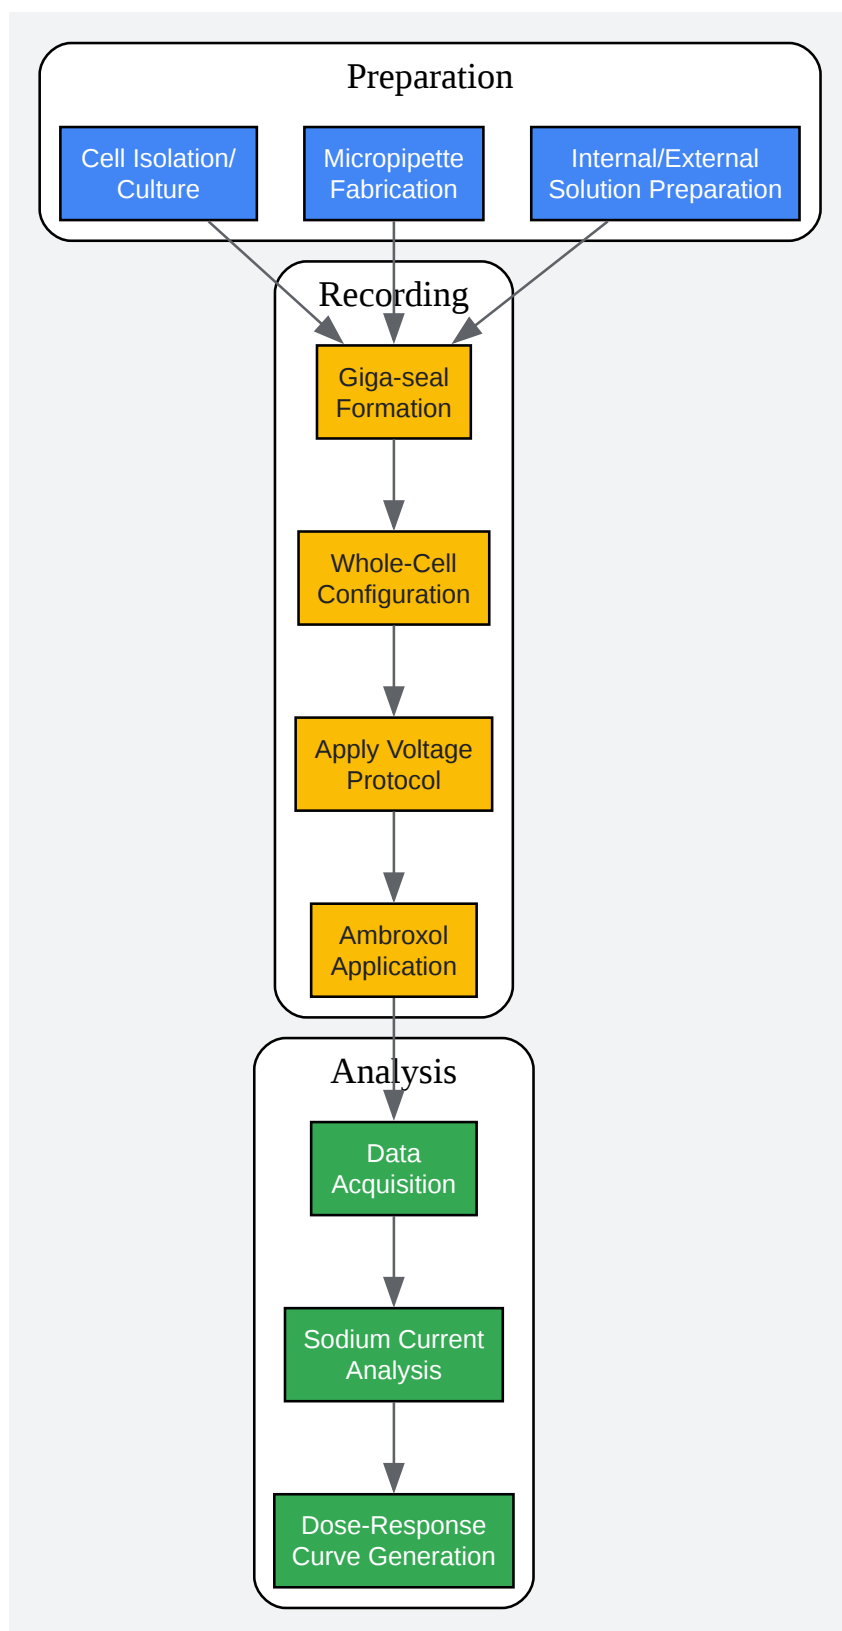 Preparation
Cell Isolation/
Culture
Micropipette
Fabrication
Internal/External
Solution Preparation
Recording
Giga-seal
Formation
Whole-Cell
Configuration
Apply Voltage
Protocol
Ambroxol
Application
Analysis
Data
Acquisition
Sodium Current
Analysis
Dose-Response
Curve Generation